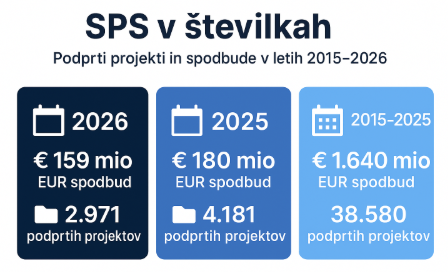 SPS v številkah
Podprti projekti in spodbude v letih 2015–2026
2026
€ 159 mio
EUR spodbud
2.971
podprtih projektov
2025
€ 180 mio
EUR spodbud
4.181
podprtih projektov
2015-2025
€ 1.640 mio
EUR spodbud
38.580
podprtih projektov